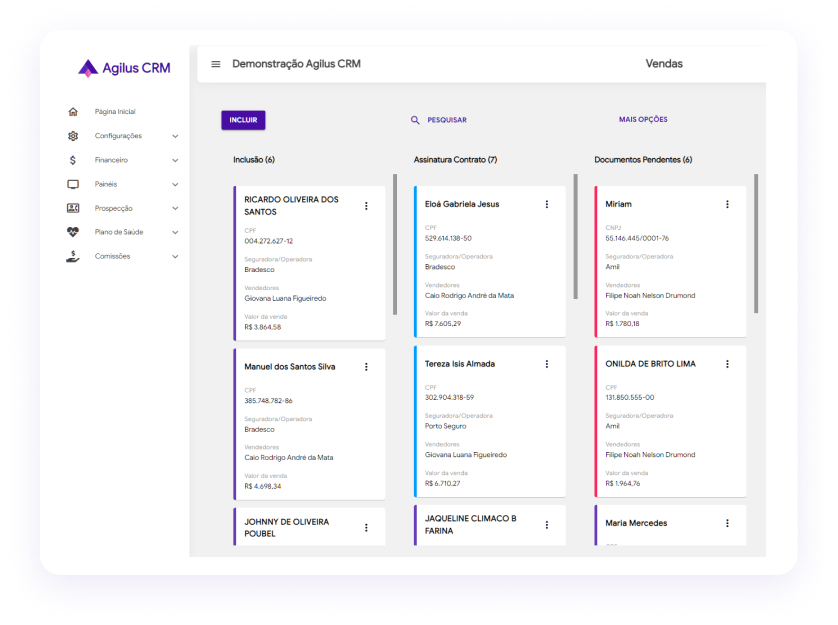 Agilus CRM
Página Inicial
Configurações
Financeiro
Painéis
Prospecção
Plano de Saúde
Comissões
Demonstração Agilus CRM
Vendas
INCLUIR
PESQUISAR
MAIS OPÇÕES
Inclusão (6)
RICARDO OLIVEIRA DOS
SANTOS
CPF
004.272.627-12
Seguradora/Operadora
Bradesco
Vendedores
Giovana Luana Figueiredo
Valor da venda
R$ 3.864,58
Manuel dos Santos Silva
CPF
385.748.782-86
Seguradora/Operadora
Bradesco
Vendedores
Caio Rodrigo André da Mata
Valor da venda
R$ 4.698,34
JOHNNY DE OLIVEIRA
POUBEL
Assinatura Contrato (7)
Eloá Gabriela Jesus
CPF
529.614.138-50
Seguradora/Operadora
Bradesco
Vendedores
Caio Rodrigo André da Mata
Valor da venda
R$ 7.605,29
Tereza Isis Almada
CPF
302.904.318-59
Seguradora/Operadora
Porto Seguro
Vendedores
Giovana Luana Figueiredo
Valor da venda
R$ 6.710,27
JAQUELINE CLIMACO B
FARINA
Documentos Pendentes (6)
Miriam
CNPJ
55.146.445/0001-76
Seguradora/Operadora
Amil
Vendedores
Filipe Noah Nelson Drumond
Valor da venda
R$ 1.780,18
ONILDA DE BRITO LIMA
CPF
131.850.555-00
Seguradora/Operadora
Amil
Vendedores
Filipe Noah Nelson Drumond
Valor da venda
R$ 1.964,76
Maria Mercedes